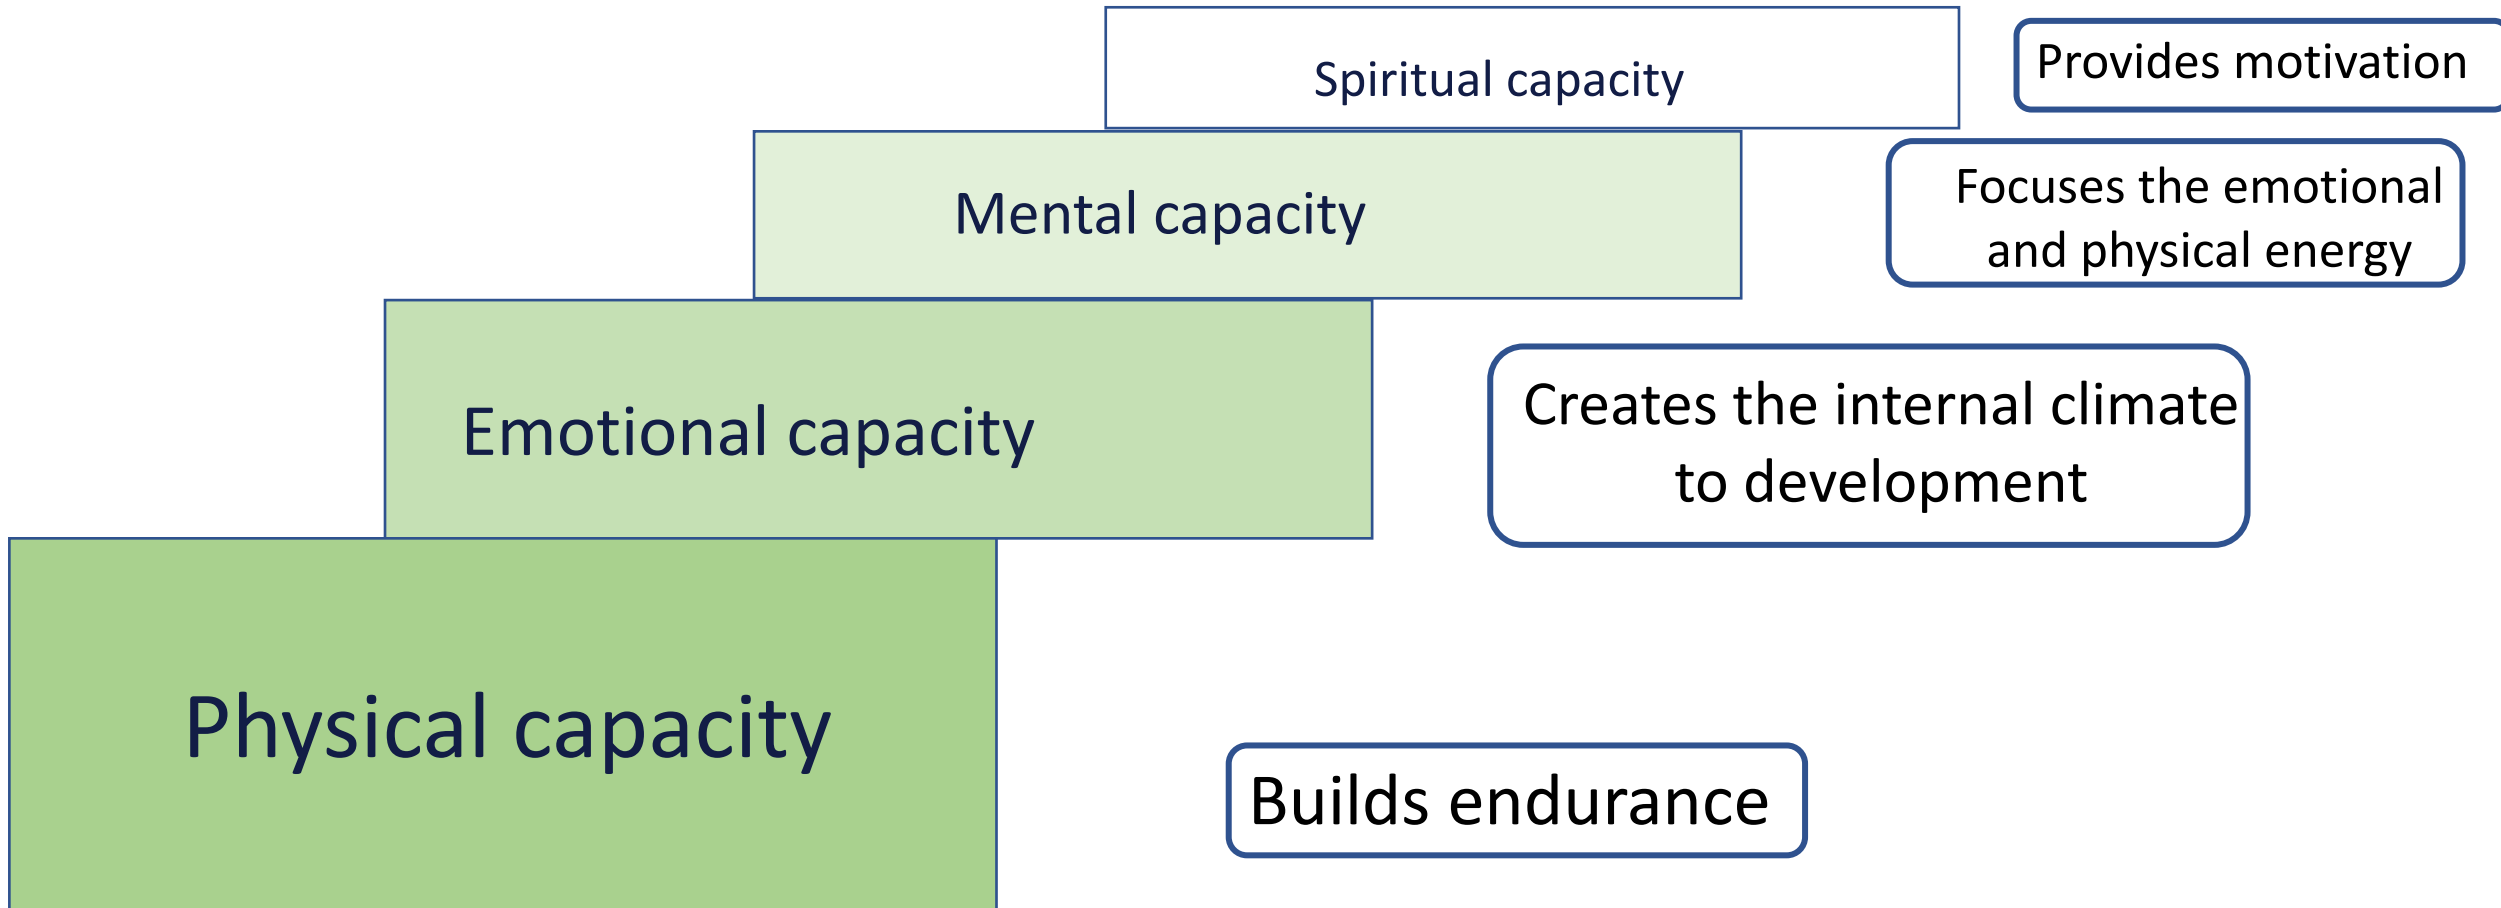 Spiritual capacity
Provides motivation
Mental capacity
Focuses the emotional
and physical energy
Emotional capacity
Creates the internal climate
to development
Physical capacity
Builds endurance